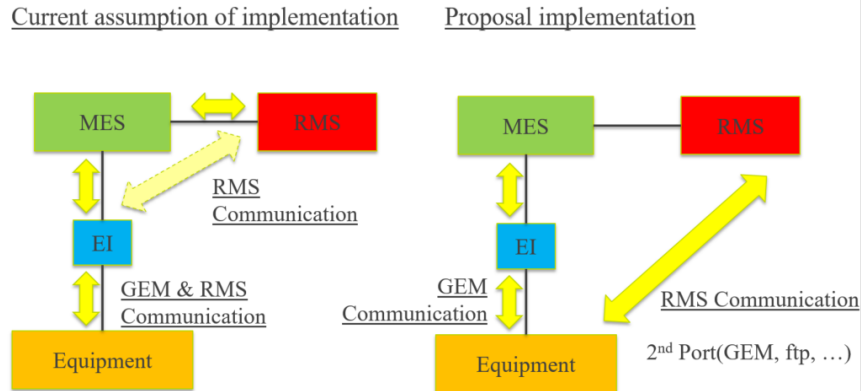 Current assumption of implementation
Proposal implementation
MES
RMS
RMS
Communication
EI
GEM & RMS
Communication
Equipment
MES
RMS
EI
GEM
Communication
RMS Communication
2nd Port(GEM, ftp, …)
Equipment